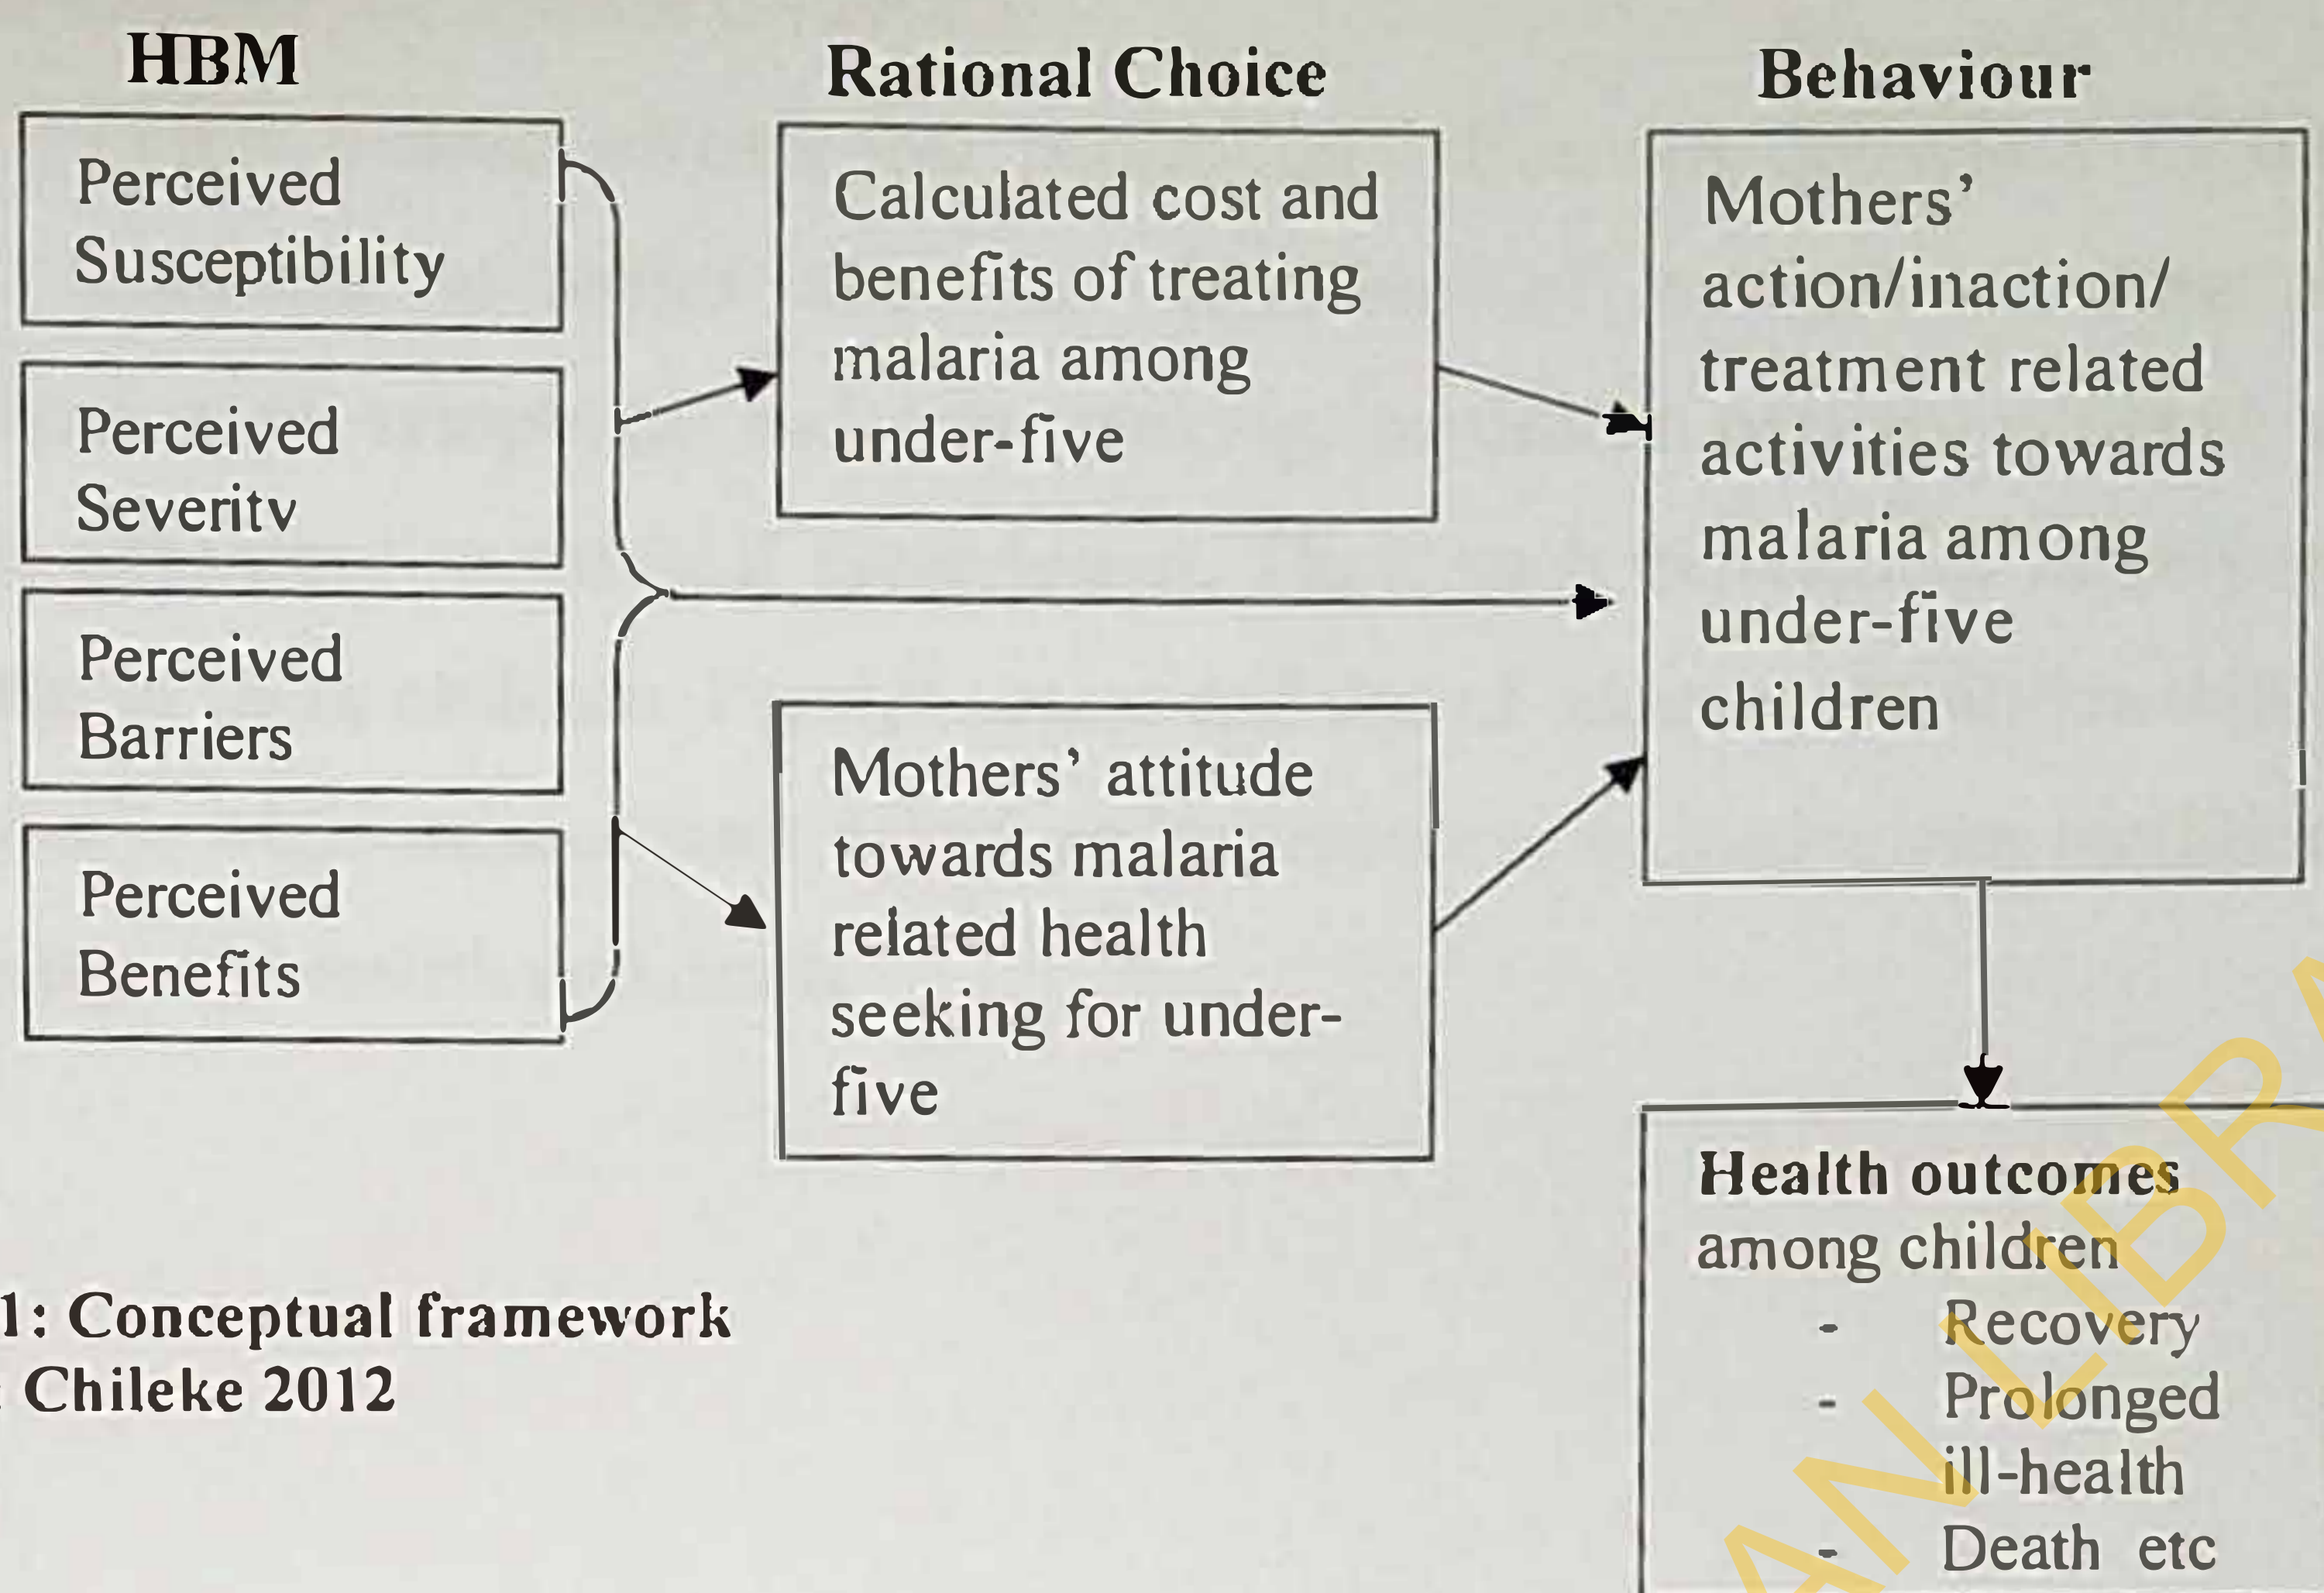 HBM
Perceived
Susceptibility
Perceived
Severitv
Perceived
Barriers
Perceived
Benefits
Rational Choice
Calculated cost and
benefits of treating
malaria among
under-five
Mothers' attitude
towards malaria
related health
seeking for under-
five
Behaviour
Mothers'
action/inaction/
treatment related
activities towards
malaria among
under-five
children
Health outcomes
among children
- Recovery
- Prolonged
ill-health
- Death etc
1: Conceptual framework
: Chileke 2012